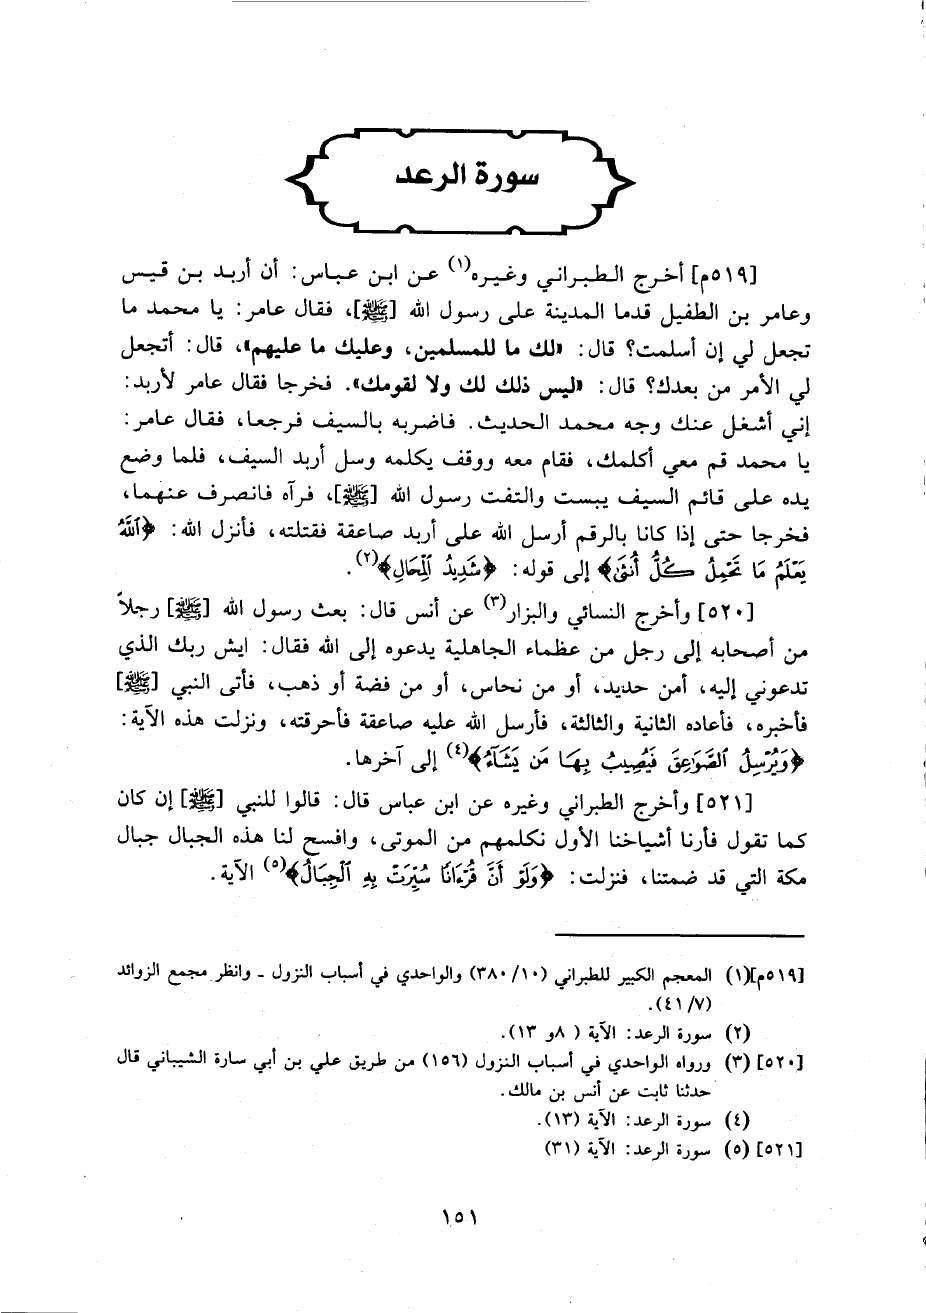 سورة الرعد
[٥١٩م] أخرج الطبراني وغيره(١) عن ابن عباس: أن أربد بن قيس
وعامر بن الطفيل قدما المدينة على رسول الله [ﷺ]، فقال عامر: يا محمد ما
تجعل لي إن أسلمت؟ قال: «لك ما للمسلمين، وعليك ما عليهم»، قال: أتجعل
لي الأمر من بعدك؟ قال: «ليس ذلك لك ولا لقومك». فخرجا فقال عامر لأربد:
إني أشغل عنك وجه محمد الحديث. فاضربه بالسيف فرجعا، فقال عامر:
يا محمد قم معي أكلمك، فقام معه ووقف يكلمه وسل أربد السيف، فلما وضع
يده على قائم السيف يبست والتفت رسول الله [ﷺ]، فرآه فانصرف عنهما،
فخرجا حتى إذا كانا بالرقم أرسل الله على أربد صاعقة فقتلته، فأنزل الله: ﴿ٱللَّهُ
يَعْلَمُ مَا تَحْمِلُ كُلُّ أُنثَىٰ﴾ إلى قوله: ﴿شَدِيدُ ٱلْمِحَالِ﴾(٢).
[٥٢٠] وأخرج النسائي والبزار(٣) عن أنس قال: بعث رسول الله [ﷺ] رجلاً
من أصحابه إلى رجل من عظماء الجاهلية يدعوه إلى الله فقال: ايش ربك الذي
تدعوني إليه، أمن حديد، أو من نحاس، أو من فضة أو ذهب، فأتى النبي [ﷺ]
فأخبره، فأعاده الثانية والثالثة، فأرسل الله عليه صاعقة فأحرقته، ونزلت هذه الآية:
﴿وَيُرْسِلُ ٱلصَّوَٰعِقَ فَيُصِيبُ بِهَا مَن يَشَآءُ﴾(٤) إلى آخرها.
[٥٢١] وأخرج الطبراني وغيره عن ابن عباس قال: قالوا للنبي [ﷺ] إن كان
كما تقول فأرنا أشياخنا الأول نكلمهم من الموتى، وافسح لنا هذه الجبال جبال
مكة التي قد ضمتنا، فنزلت: ﴿وَلَوْ أَنَّ قُرْءَانًا سُيِّرَتْ بِهِ ٱلْجِبَالُ﴾(٥) الآية.
[٥١٩م](١) المعجم الكبير للطبراني (٣٨٠/١٠) والواحدي في أسباب النزول ـ وانظر مجمع الزوائد
(٤١/٧).
(٢) سورة الرعد: الآية ( ٨و ١٣).
[٥٢٠] (٣) ورواه الواحدي في أسباب النزول (١٥٦) من طريق علي بن أبي سارة الشيباني قال
حدثنا ثابت عن أنس بن مالك.
(٤) سورة الرعد: الآية (١٣).
[٥٢١] (٥) سورة الرعد: الآية (٣١)
١٥١